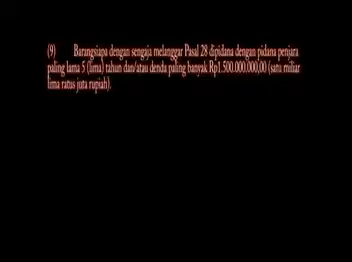 (9) Barangsiapa dengan sengaja melanggar Pasal 28 dipidana dengan pidana penjara
paling lama 5 (lima) tahun dan/atau denda paling banyak Rp1.500.000.000,00 (satu miliar
lima ratus juta rupiah).